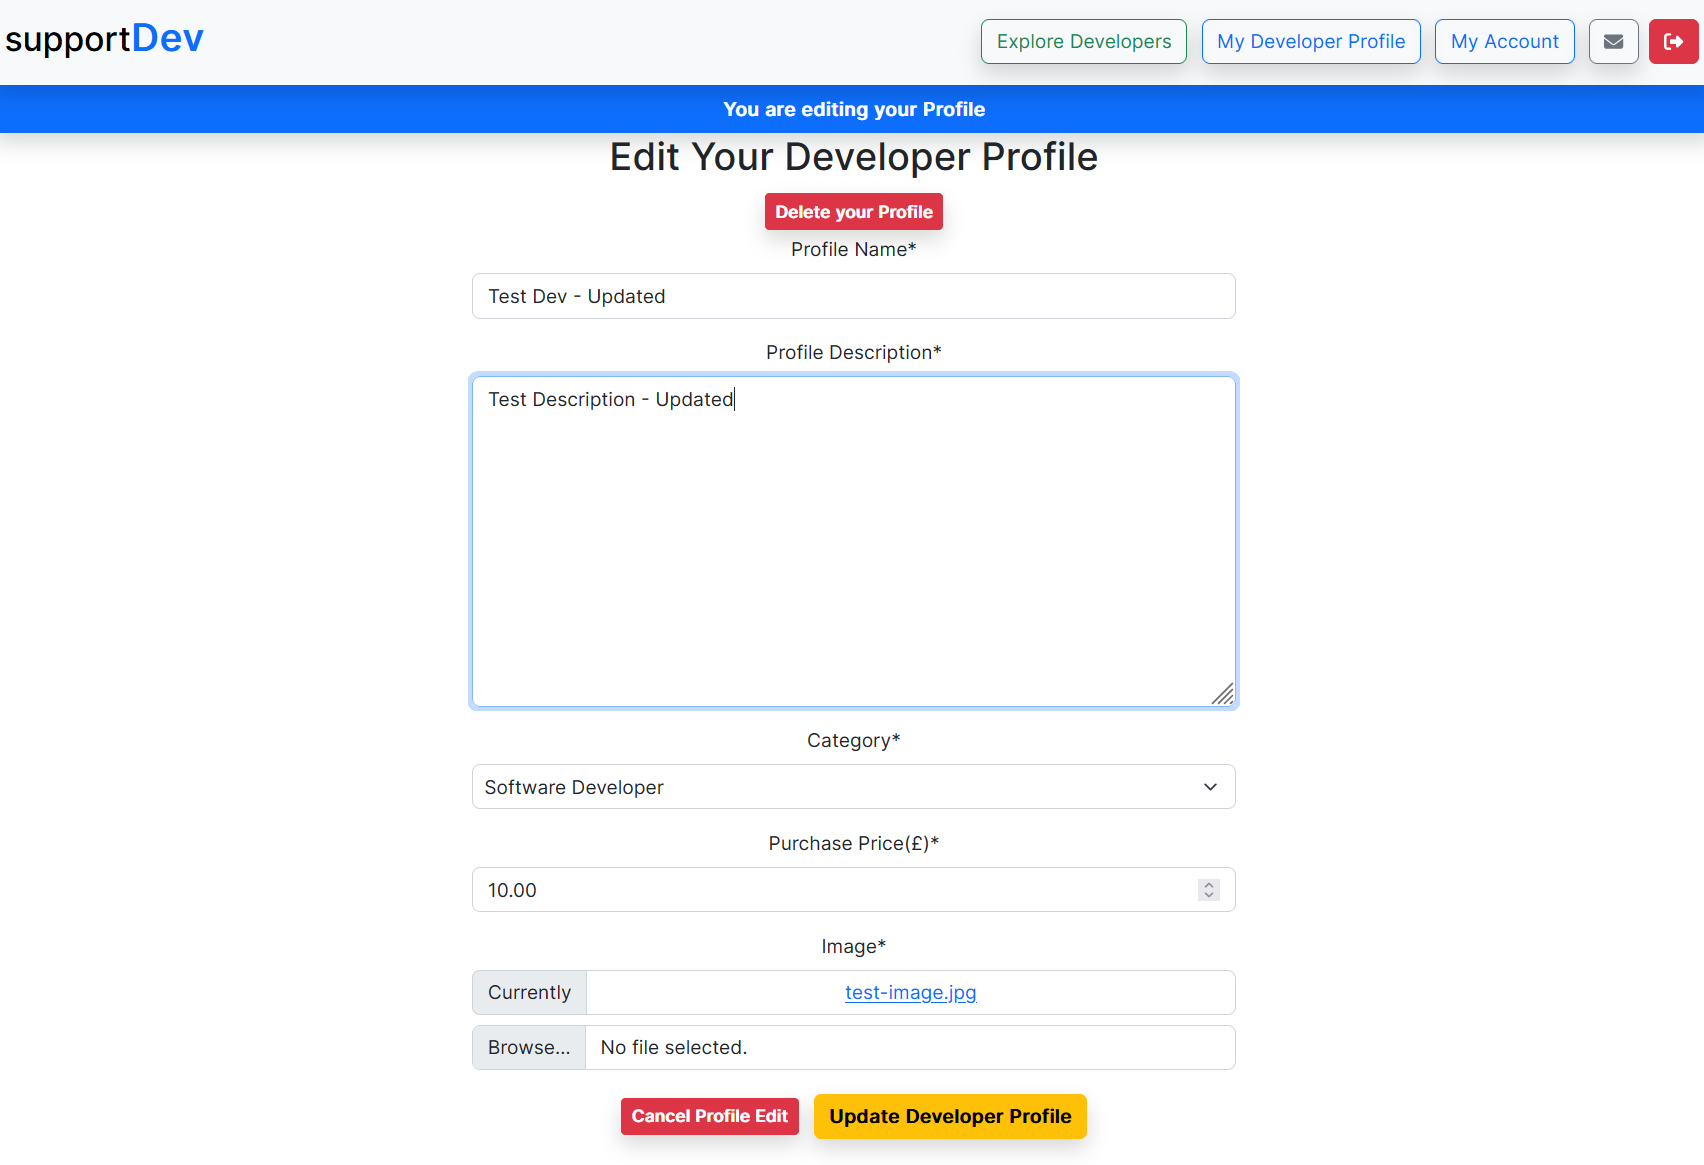 supportDev
Explore Developers
My Developer Profile
My Account
You are editing your Profile
Edit Your Developer Profile
Delete your Profile
Profile Name*
Test Dev - Updated
Profile Description*
Test Description - Updated
Category*
Software Developer
Purchase Price(£)*
10.00
Image*
Currently
test-image.jpg
Browse...
No file selected.
Cancel Profile Edit
Update Developer Profile